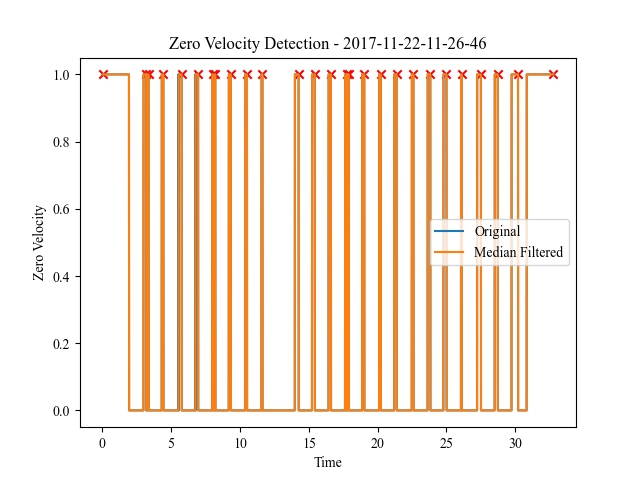 Zero Velocity Detection - 2017-11-22-11-26-46
1.0
0.8
0.6
0.4
0.2
0.0
Zero Velocity
Original
Median Filtered
0 5 10 15 20 25 30
Time